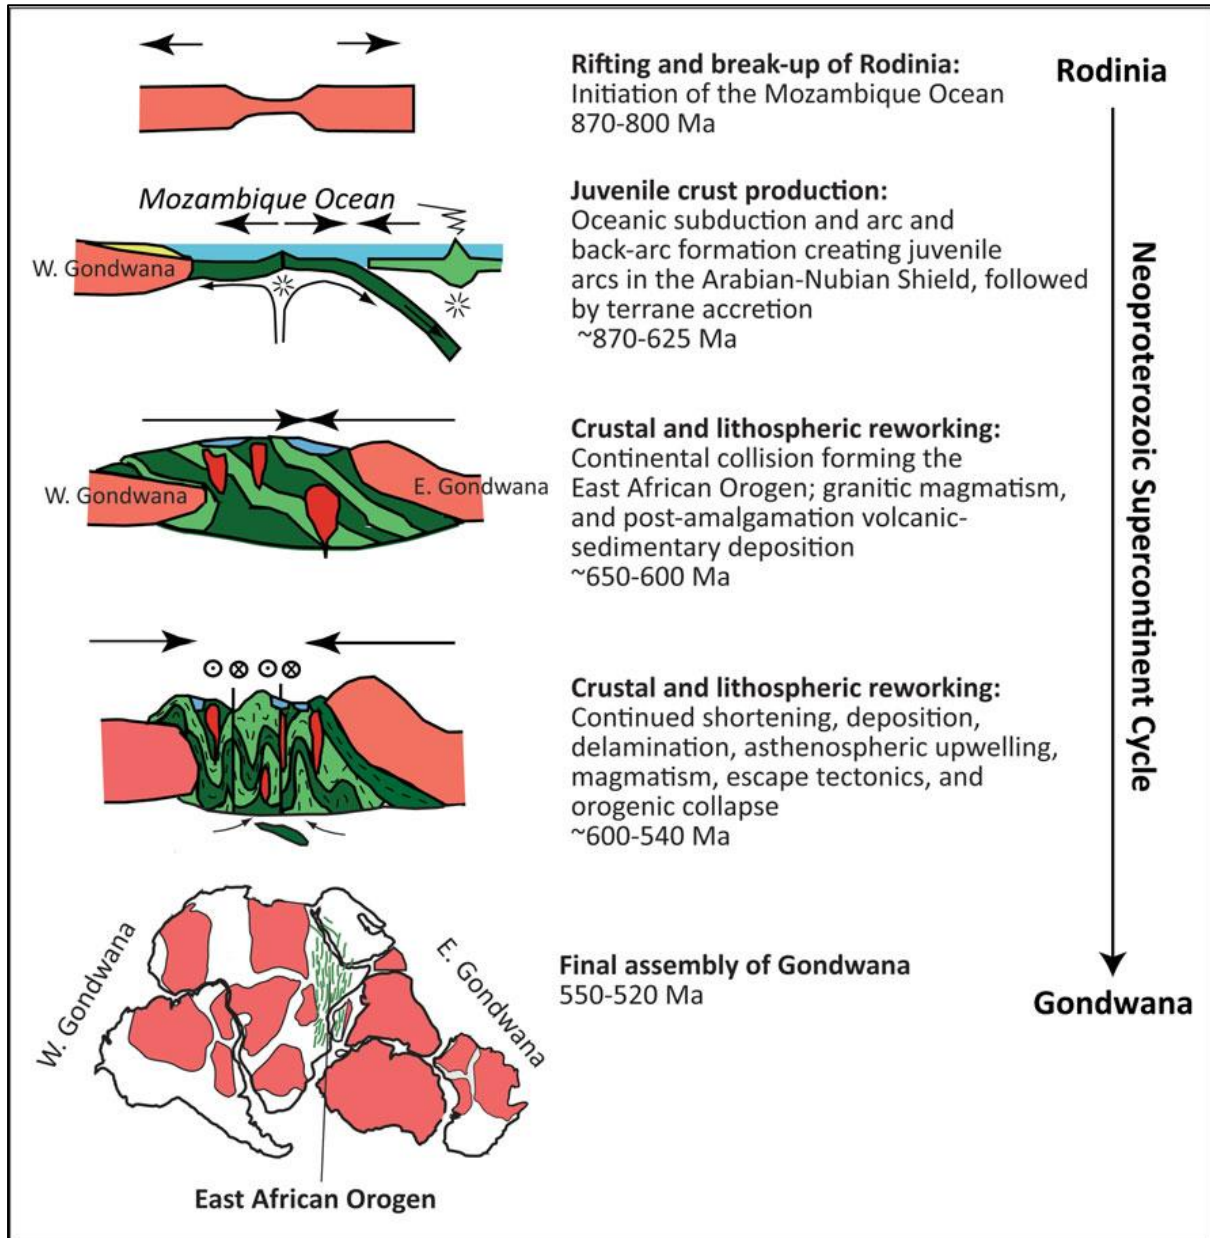 Rifting and break-up of Rodinia:
Initiation of the Mozambique Ocean
870-800 Ma
Rodinia
Mozambique Ocean
W. Gondwana
Juvenile crust production:
Oceanic subduction and arc and
back-arc formation creating juvenile
arcs in the Arabian-Nubian Shield, followed
by terrane accretion
~870-625 Ma
W. Gondwana
E. Gondwana
Crustal and lithospheric reworking:
Continental collision forming the
East African Orogen; granitic magmatism,
and post-amalgamation volcanic-
sedimentary deposition
~650-600 Ma
Crustal and lithospheric reworking:
Continued shortening, deposition,
delamination, asthenospheric upwelling,
magmatism, escape tectonics, and
orogenic collapse
~600-540 Ma
Neoproterozoic Supercontinent Cycle
W. Gondwana
E. Gondwana
Final assembly of Gondwana
550-520 Ma
Gondwana
East African Orogen